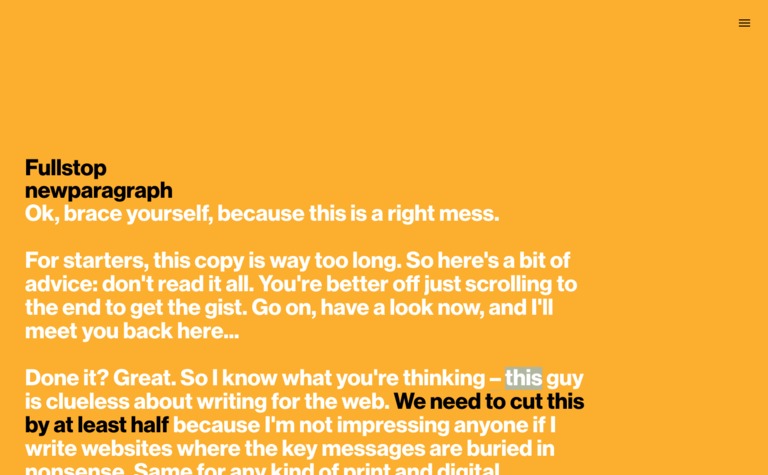 Fullstop
newparagraph
Ok, brace yourself, because this is a right mess.
For starters, this copy is way too long. So here's a bit of
advice: don't read it all. You're better off just scrolling to
the end to get the gist. Go on, have a look now, and I'll
meet you back here...
Done it? Great. So I know what you're thinking – this guy
is clueless about writing for the web. We need to cut this
by at least half because I'm not impressing anyone if I
write websites where the key messages are buried in
nonsense. Same for any kind of print and digital